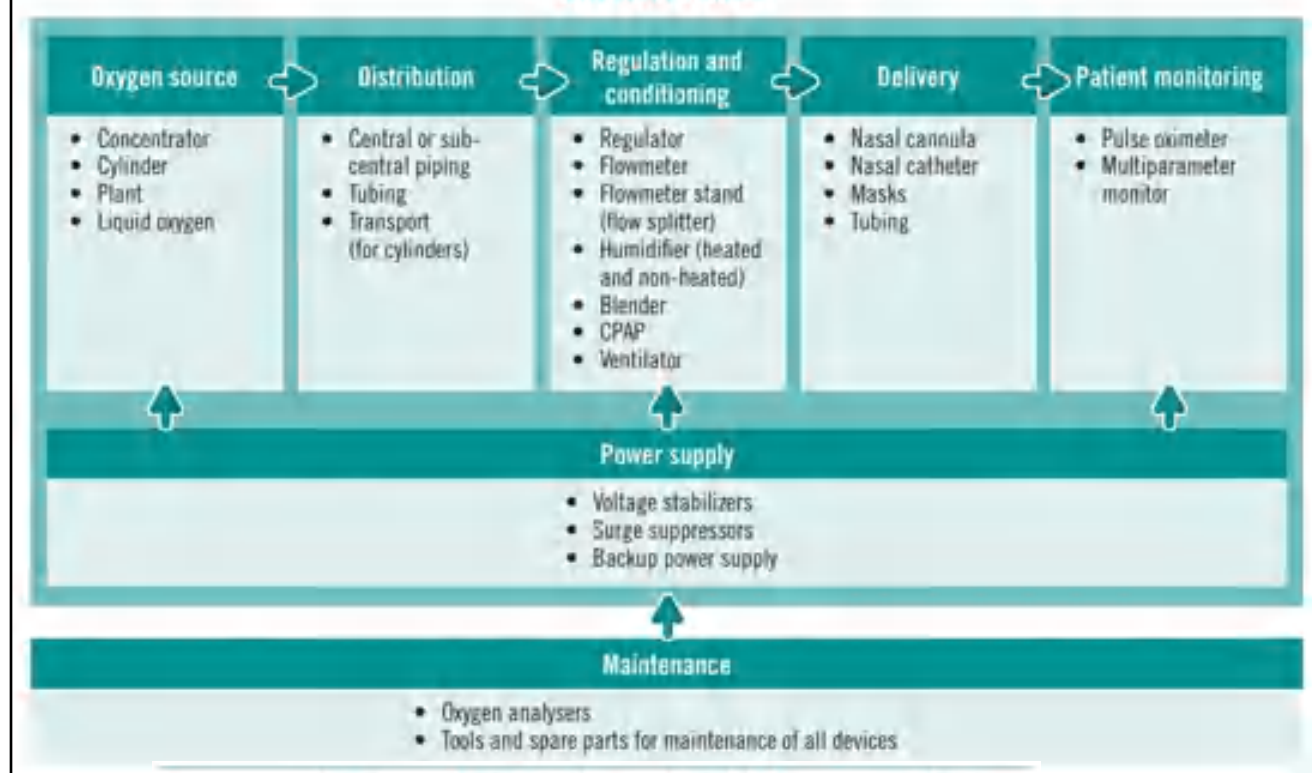 Oxygen source
Distribution
Regulation and
conditioning
Delivery
Patient monitoring
• Concentrator
• Cylinder
• Plant
• Liquid oxygen
• Central or sub-
central piping
• Tubing
• Transport
(for cylinders)
• Regulator
• Flowmeter
• Flowmeter stand
(flow splitter)
• Humidifier (heated
and non-heated)
• Blender
• CPAP
• Ventilator
• Nasal cannula
• Nasal catheter
• Masks
• Tubing
• Pulse oximeter
• Multiparameter
monitor
Power supply
• Voltage stabilizers
• Surge suppressors
• Backup power supply
Maintenance
• Oxygen analysers
• Tools and spare parts for maintenance of all devices